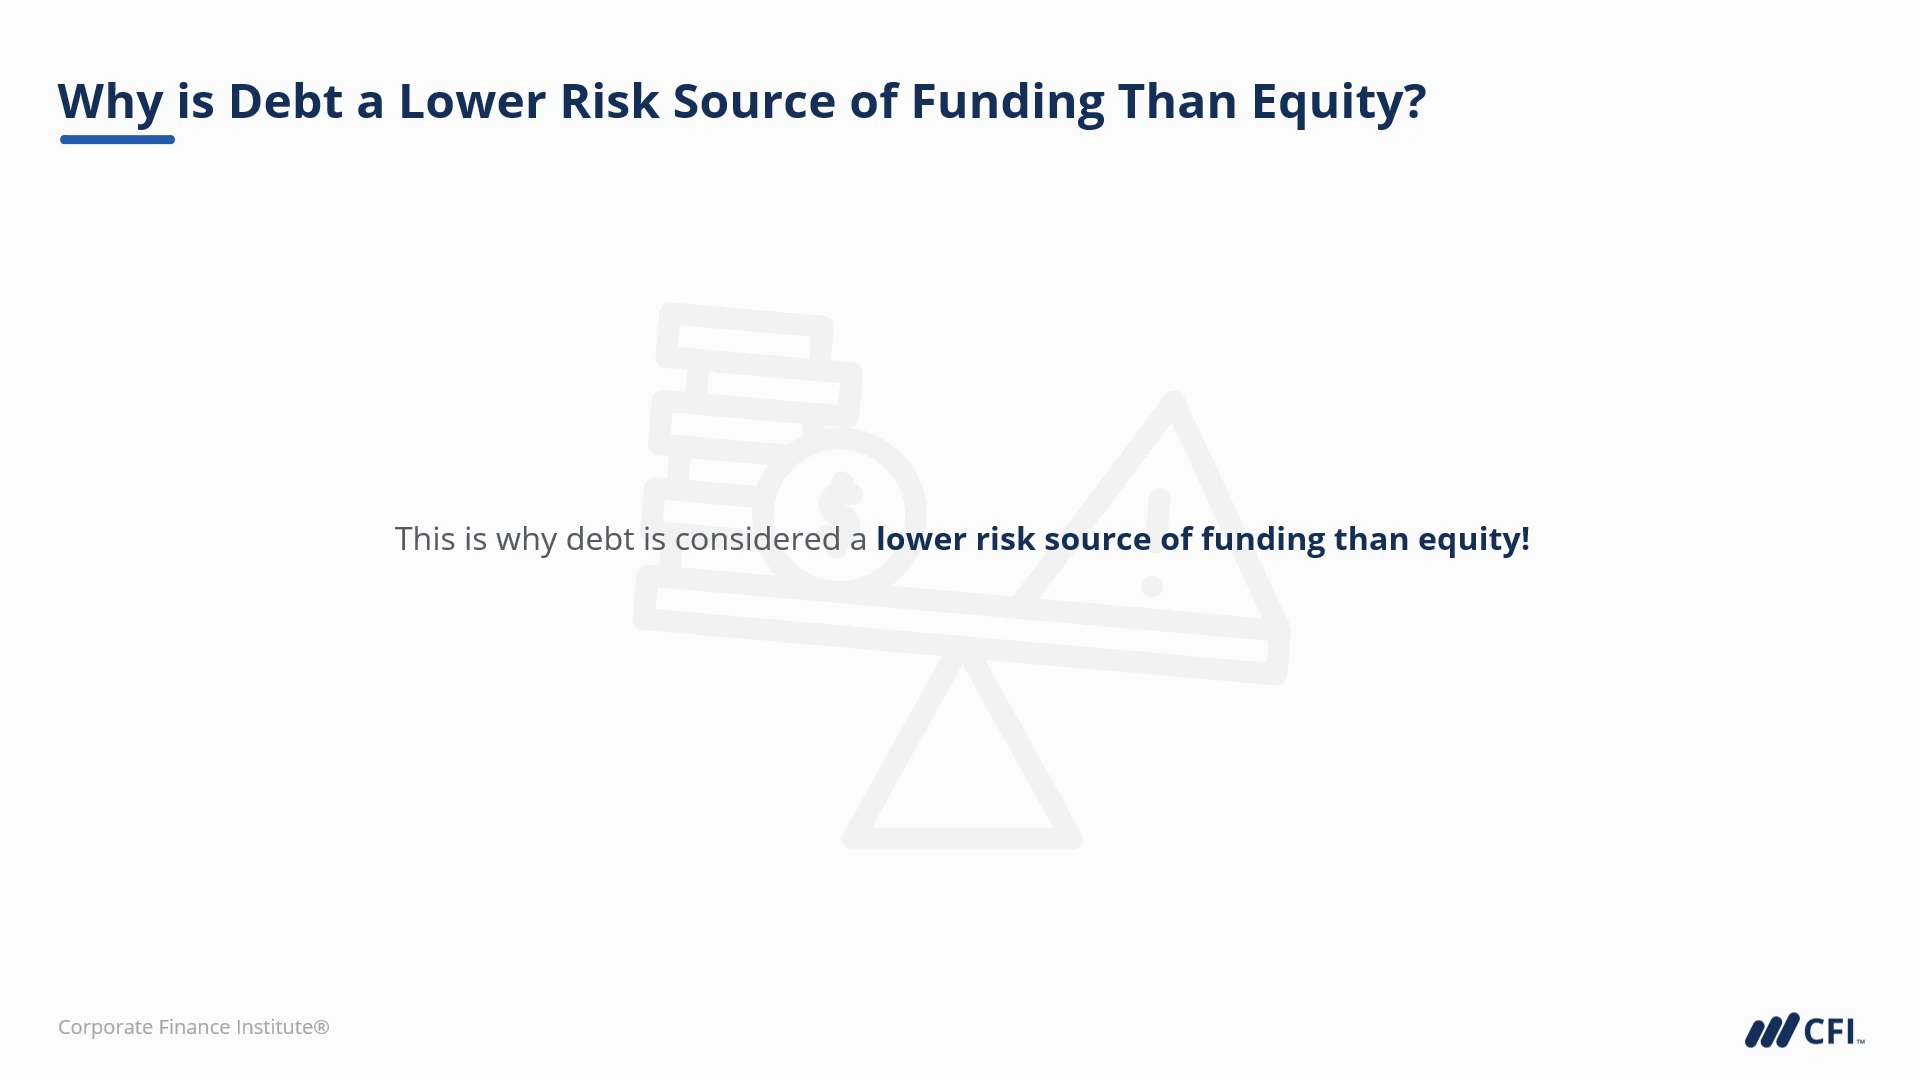 Why is Debt a Lower Risk Source of Funding Than Equity?
This is why debt is considered a lower risk source of funding than equity!
Corporate Finance Institute®
CFI™